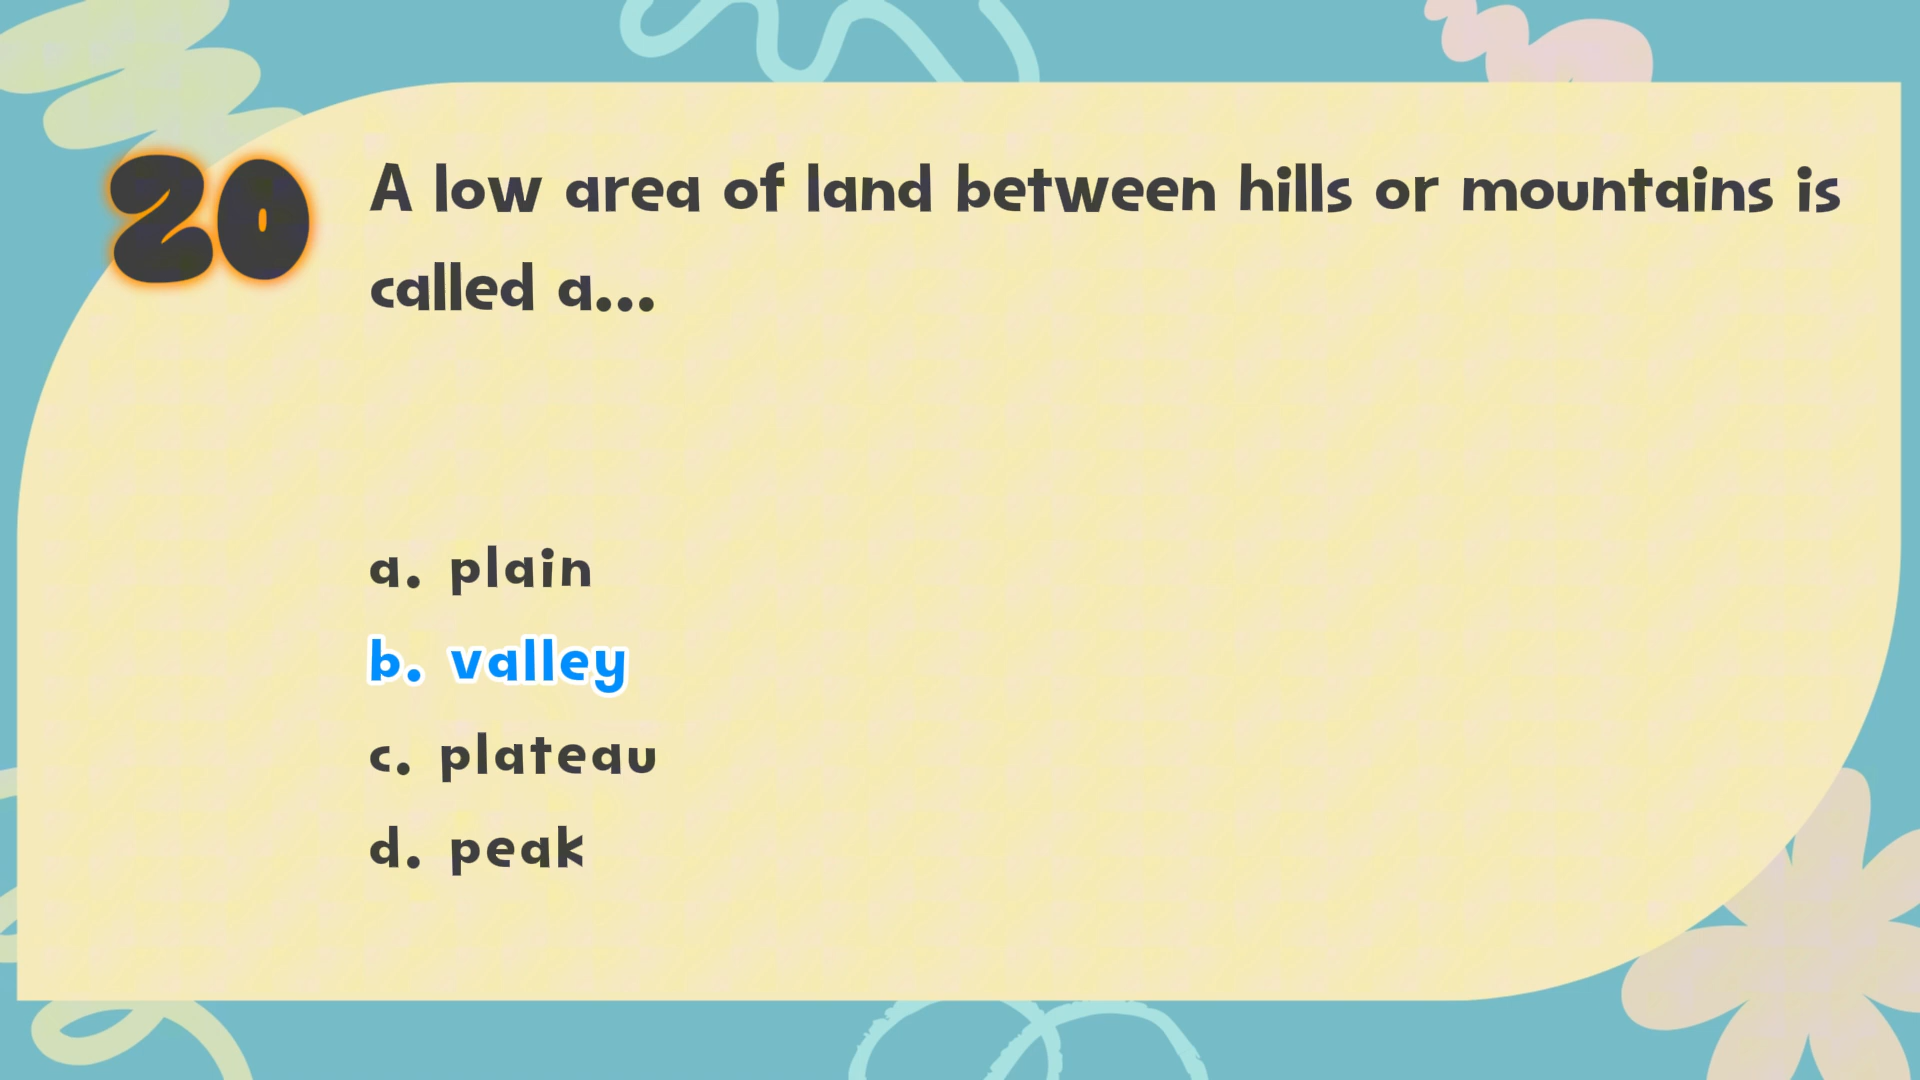 20
A low area of land between hills or mountains is
called a...
a. plain
b. valley
c. plateau
d. peak